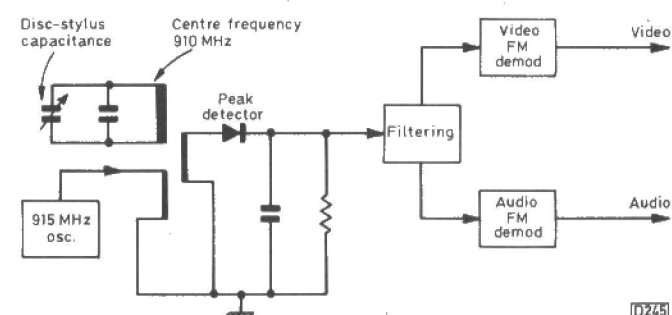 Disc-stylus
capacitance
Centre frequency
910 MHz
Peak
detector
915 MHz
osc.
Filtering
Video
FM
demod
Video
Audio
FM
demod
Audio
D245